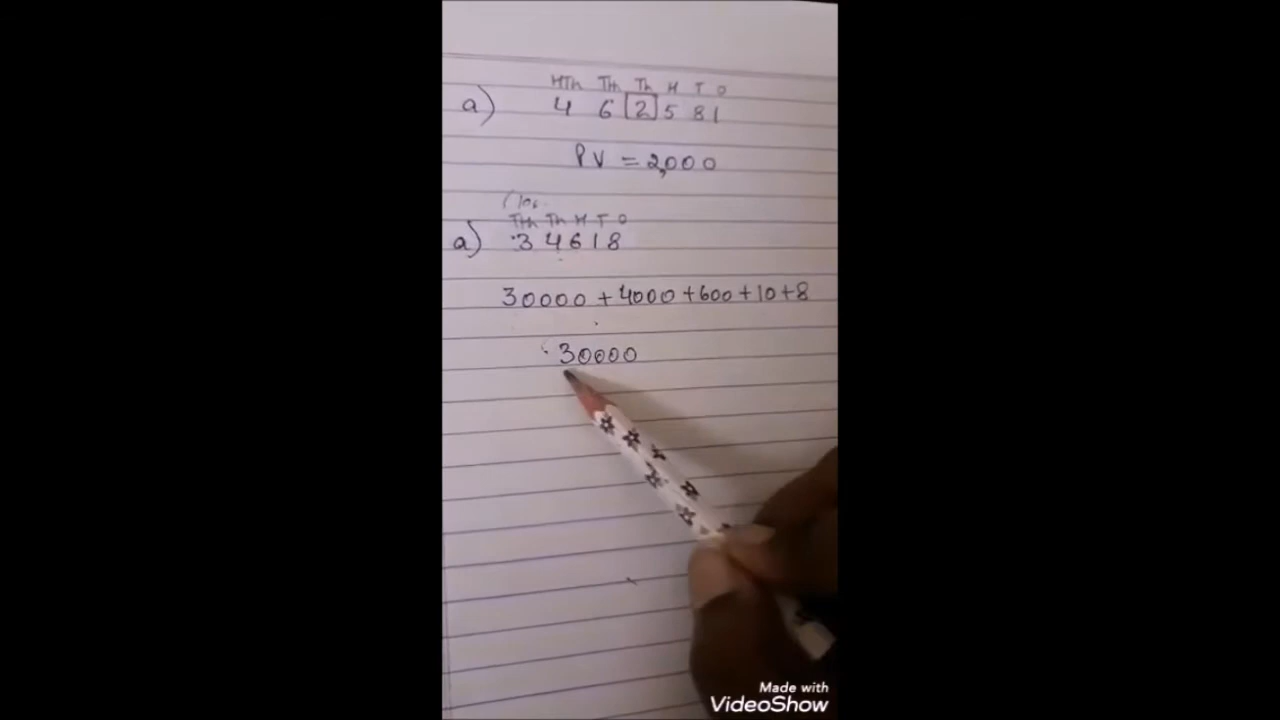 HTh TTh Th H T O
a) 4 6 2 5 8 1
PV = 2,000
TTh Th H T O
a) 3 4 6 1 8
30000 + 4000 + 600 + 10 + 8
30000
Made with
VideoShow